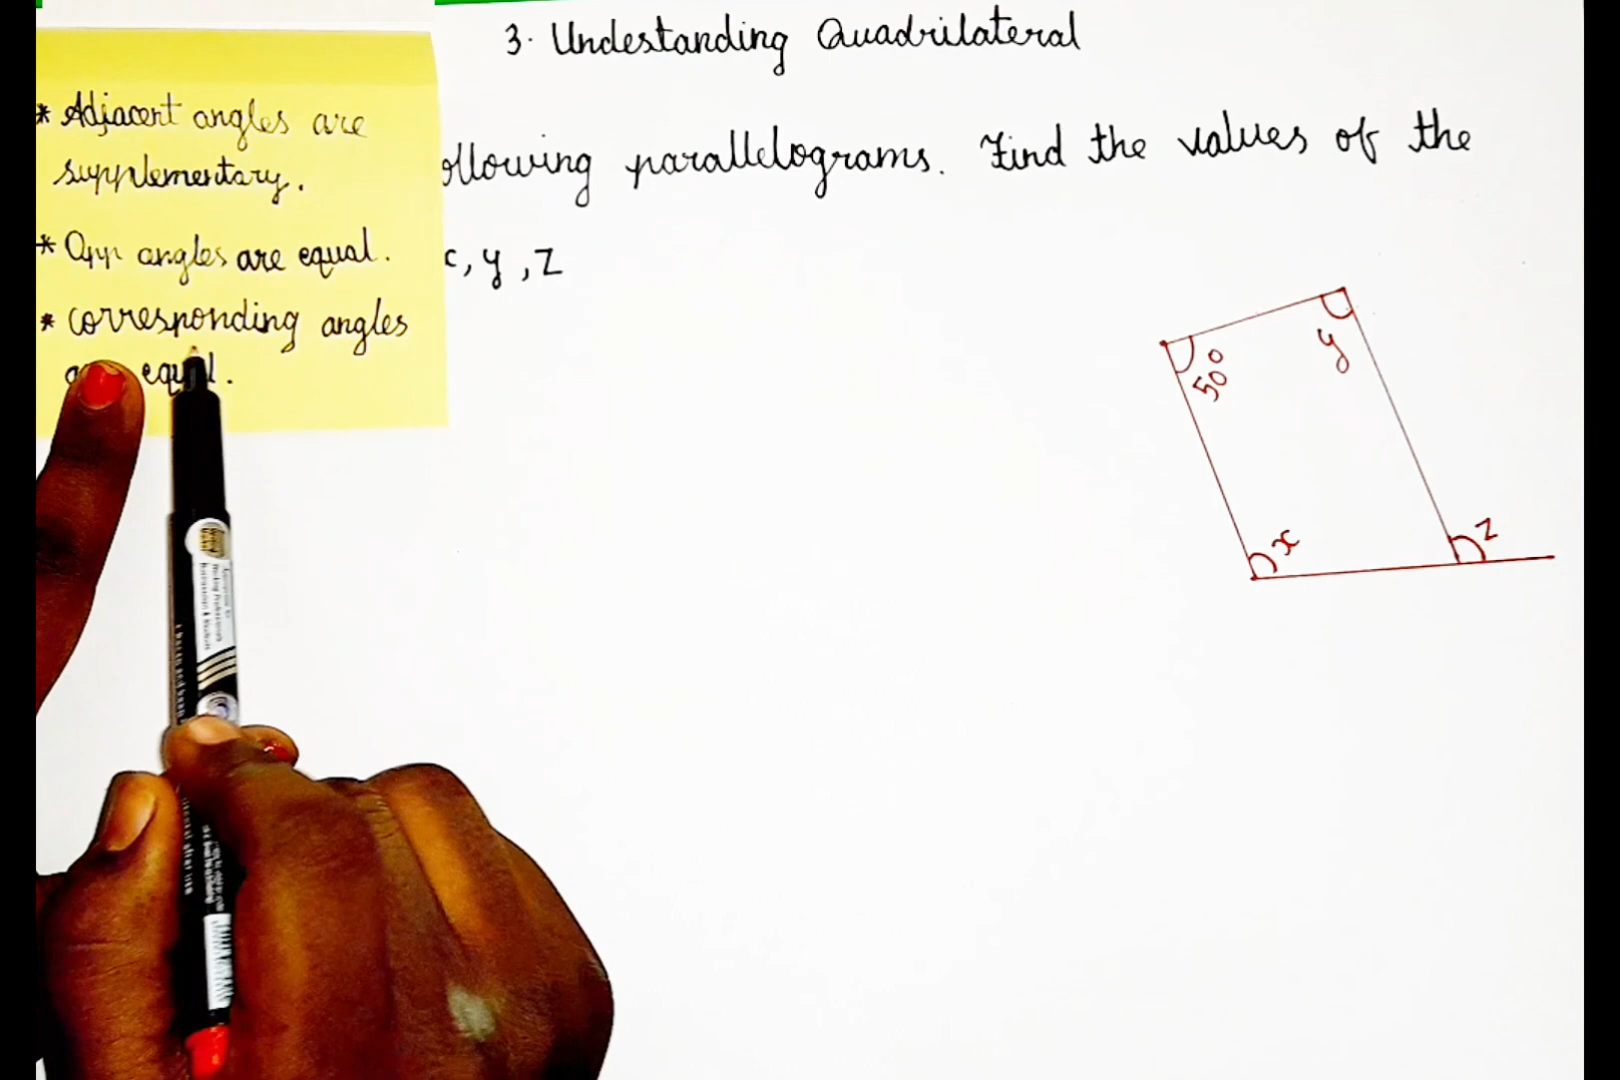 3. Undestanding Quadrilateral
* Adjacent angles are
supplementary.
* Opp angles are equal.
* corresponding angles
equal.
ollowing parallelograms. Find the values of the
x, y, z
50°
y
x
z